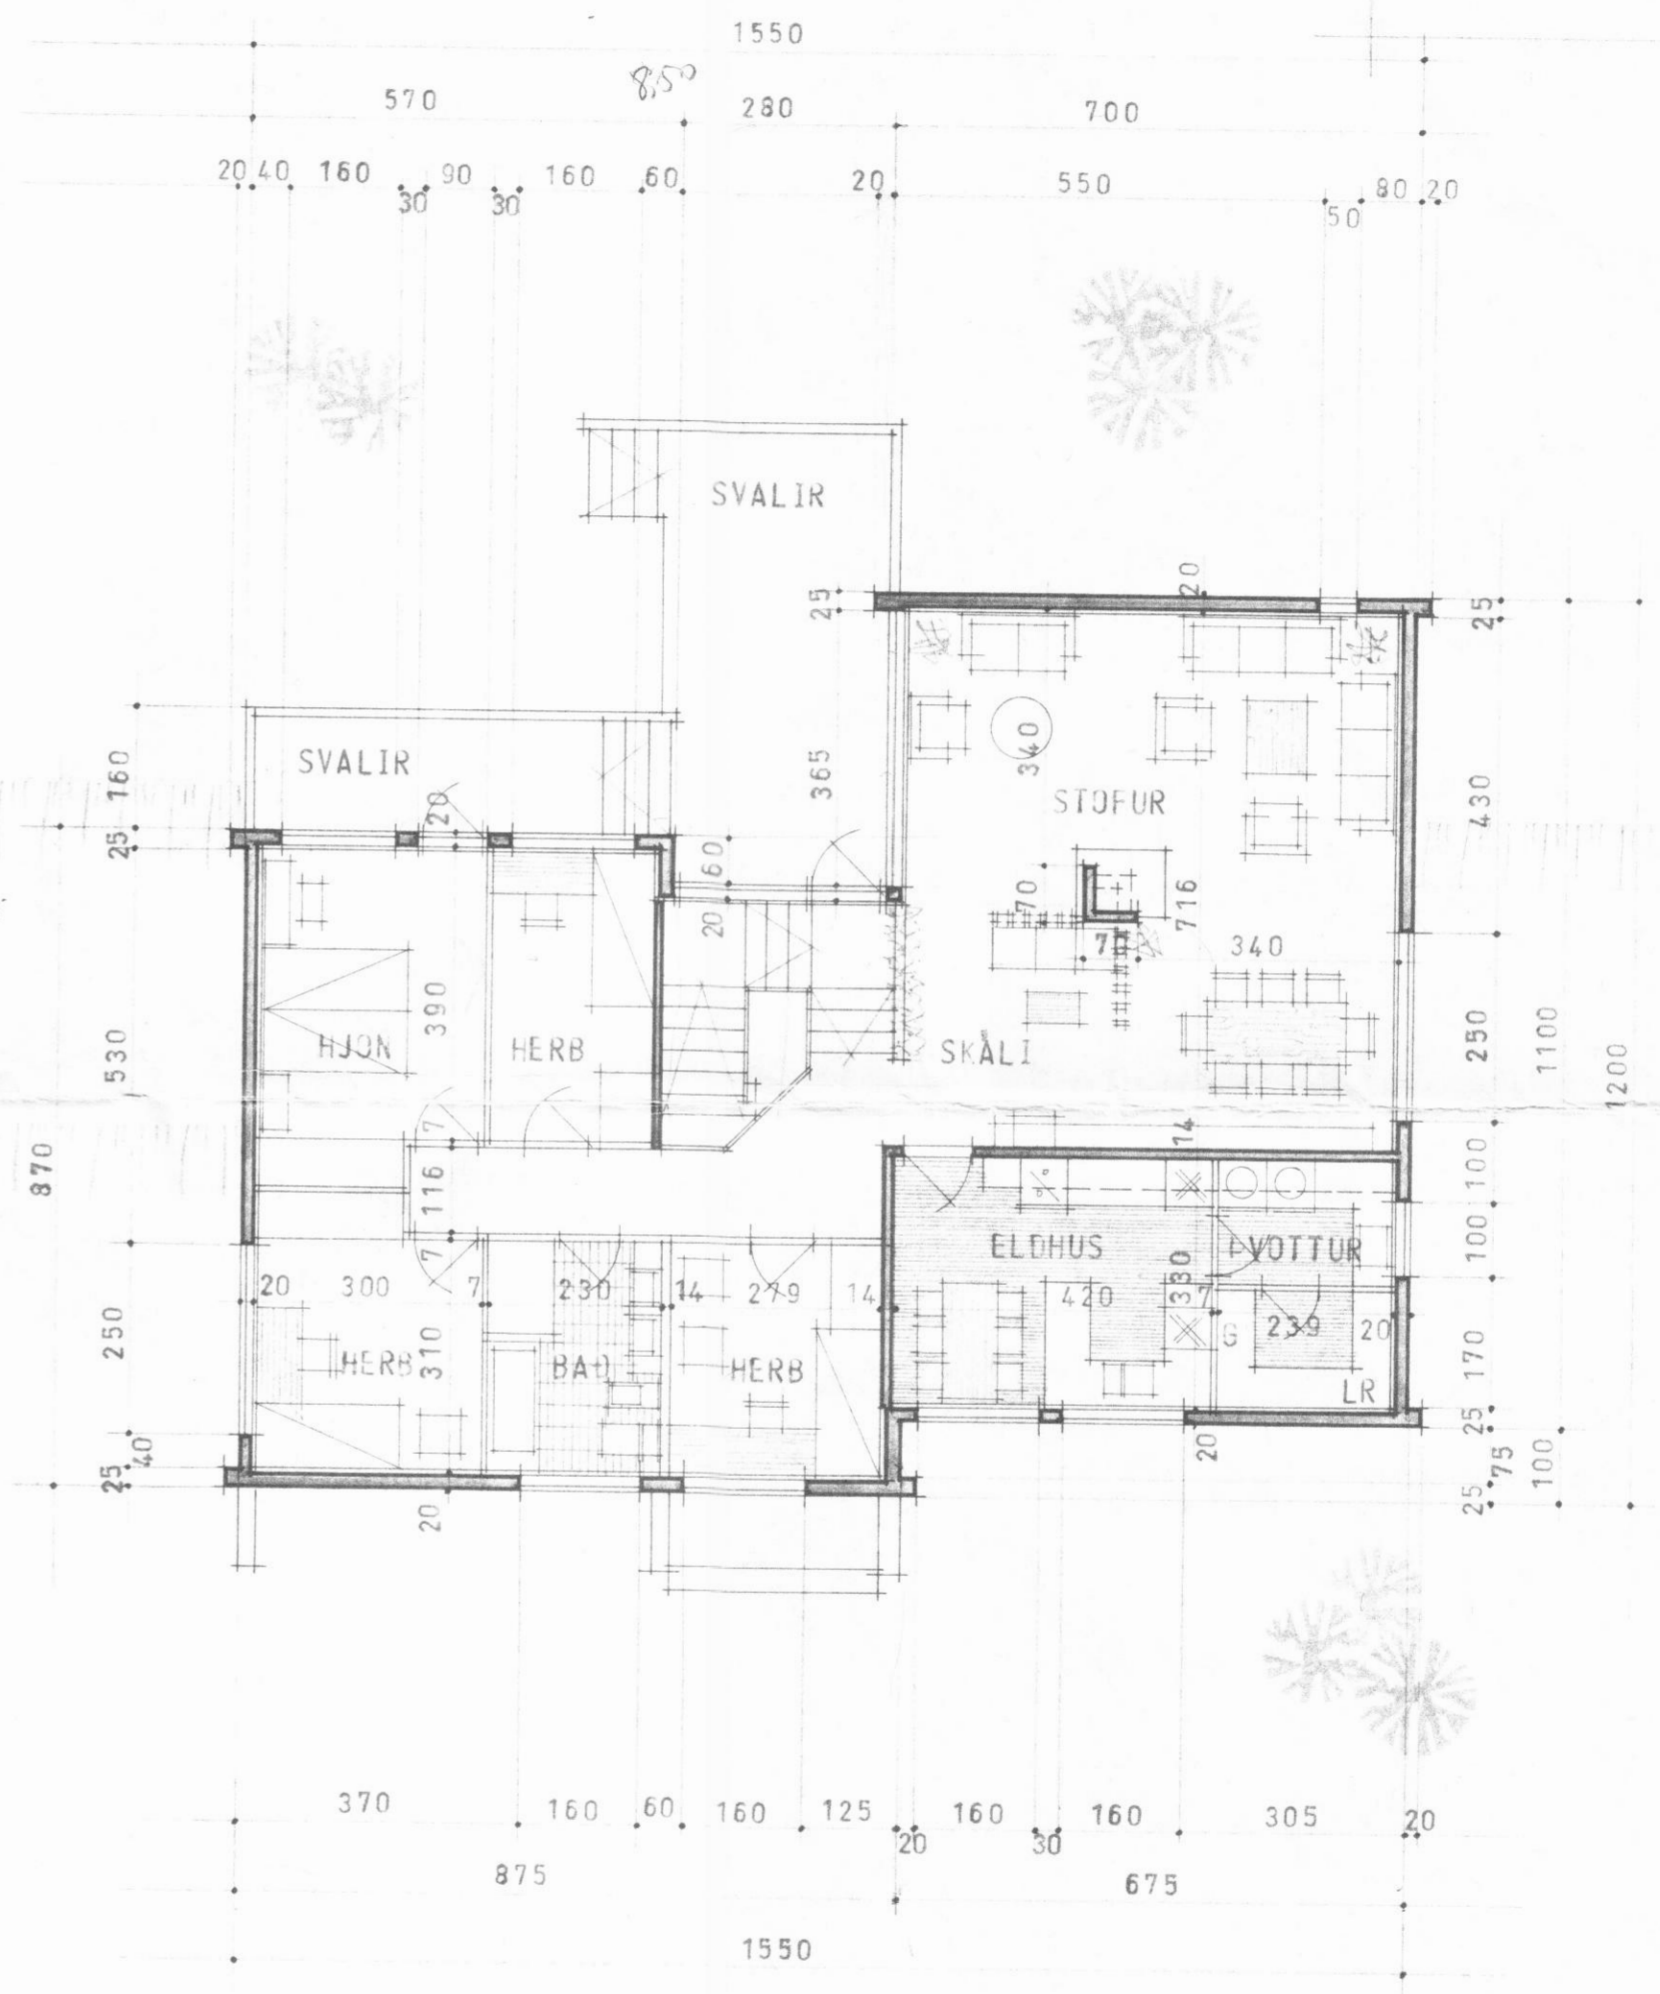 1550
8,50
570 280 700
20 40 160 90 160 60 20 550 80 20
30 30 50
SVALIR
25 20 25
SVALIR
160 20 365 340 430
STOFUR
25 60 70 716
20 70 340
390 530
HJÓN HERB SKÁLI
250 1100 1200
7 14
870 116 100
ELDHUS ÞVOTTUR
7 330 100
20 300 7 230 14 279 14 420 7 239 20
G
250 310 170
HERB BAÐ HERB
LR
25 40 20 25 75 100
20 25
370 160 60 160 125 160 160 305
20 30 20
875 675
1550